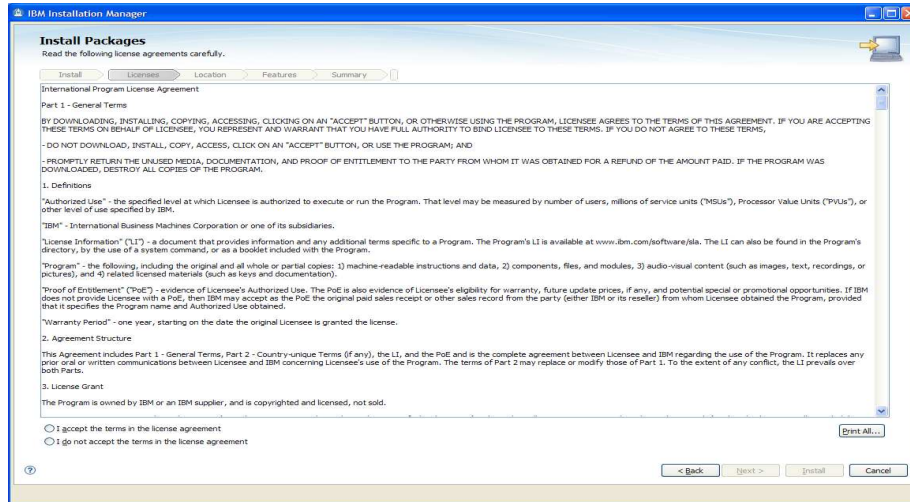 IBM Installation Manager
Install Packages
Read the following license agreements carefully.
Install
Licenses
Location
Features
Summary
International Program License Agreement
Part 1 - General Terms
BY DOWNLOADING, INSTALLING, COPYING, ACCESSING, CLICKING ON AN "ACCEPT" BUTTON, OR OTHERWISE USING THE PROGRAM, LICENSEE AGREES TO THE TERMS OF THIS AGREEMENT. IF YOU ARE ACCEPTING
THESE TERMS ON BEHALF OF LICENSEE, YOU REPRESENT AND WARRANT THAT YOU HAVE FULL AUTHORITY TO BIND LICENSEE TO THESE TERMS. IF YOU DO NOT AGREE TO THESE TERMS,
- DO NOT DOWNLOAD, INSTALL, COPY, ACCESS, CLICK ON AN "ACCEPT" BUTTON, OR USE THE PROGRAM; AND
- PROMPTLY RETURN THE UNUSED MEDIA, DOCUMENTATION, AND PROOF OF ENTITLEMENT TO THE PARTY FROM WHOM IT WAS OBTAINED FOR A REFUND OF THE AMOUNT PAID. IF THE PROGRAM WAS
DOWNLOADED, DESTROY ALL COPIES OF THE PROGRAM.
1. Definitions
"Authorized Use" - the specified level at which Licensee is authorized to execute or run the Program. That level may be measured by number of users, millions of service units ("MSUs"), Processor Value Units ("PVUs"), or
other level of use specified by IBM.
"IBM" - International Business Machines Corporation or one of its subsidiaries.
"License Information" ("LI") - a document that provides information and any additional terms specific to a Program. The Program's LI is available at www.ibm.com/software/sla. The LI can also be found in the Program's
directory, by the use of a system command, or as a booklet included with the Program.
"Program" - the following, including the original and all whole or partial copies: 1) machine-readable instructions and data, 2) components, files, and modules, 3) audio-visual content (such as images, text, recordings, or
pictures), and 4) related licensed materials (such as keys and documentation).
"Proof of Entitlement" ("PoE") - evidence of Licensee's Authorized Use. The PoE is also evidence of Licensee's eligibility for warranty, future update prices, if any, and potential special or promotional opportunities. If IBM
does not provide Licensee with a PoE, then IBM may accept as the PoE the original paid sales receipt or other sales record from the party (either IBM or its reseller) from whom Licensee obtained the Program, provided
that it specifies the Program name and Authorized Use obtained.
"Warranty Period" - one year, starting on the date the original Licensee is granted the license.
2. Agreement Structure
This Agreement includes Part 1 - General Terms, Part 2 - Country-unique Terms (if any), the LI, and the PoE and is the complete agreement between Licensee and IBM regarding the use of the Program. It replaces any
prior oral or written communications between Licensee and IBM concerning Licensee's use of the Program. The terms of Part 2 may replace or modify those of Part 1. To the extent of any conflict, the LI prevails over
both Parts.
3. License Grant
The Program is owned by IBM or an IBM supplier, and is copyrighted and licensed, not sold.
I accept the terms in the license agreement
I do not accept the terms in the license agreement
Print All...
?
< Back
Next >
Install
Cancel